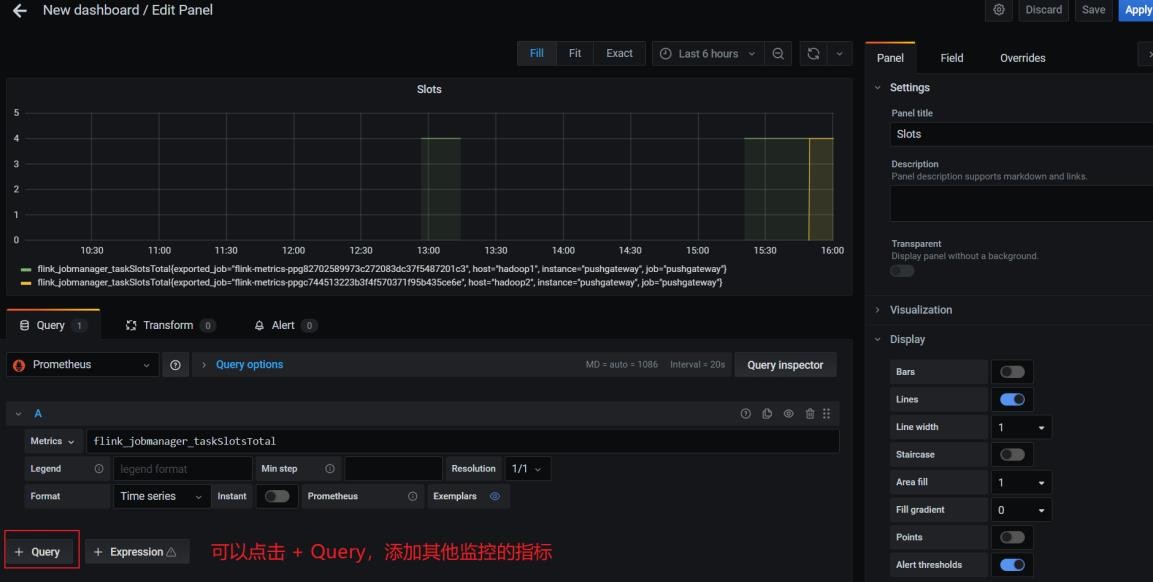 New dashboard / Edit Panel
Discard Save Apply
Fill Fit Exact Last 6 hours
Slots
5
4
3
2
1
0
10:30 11:00 11:30 12:00 12:30 13:00 13:30 14:00 14:30 15:00 15:30 16:00
flink_jobmanager_taskSlotsTotal{exported_job="flink-metrics-ppg82702589973c272083dc37f5487201c3", host="hadoop1", instance="pushgateway", job="pushgateway"}
flink_jobmanager_taskSlotsTotal{exported_job="flink-metrics-ppgc744513223b3f4f570371f95b435ce6e", host="hadoop2", instance="pushgateway", job="pushgateway"}
Query 1 Transform 0 Alert 0
Prometheus Query options MD = auto = 1086 Interval = 20s Query inspector
A
Metrics flink_jobmanager_taskSlotsTotal
Legend legend format Min step Resolution 1/1
Format Time series Instant Prometheus Exemplars
+ Query + Expression 可以点击 + Query，添加其他监控的指标
Panel Field Overrides
Settings
Panel title
Slots
Description
Panel description supports markdown and links.
Transparent
Display panel without a background.
Visualization
Display
Bars
Lines
Line width 1
Staircase
Area fill 1
Fill gradient 0
Points
Alert thresholds